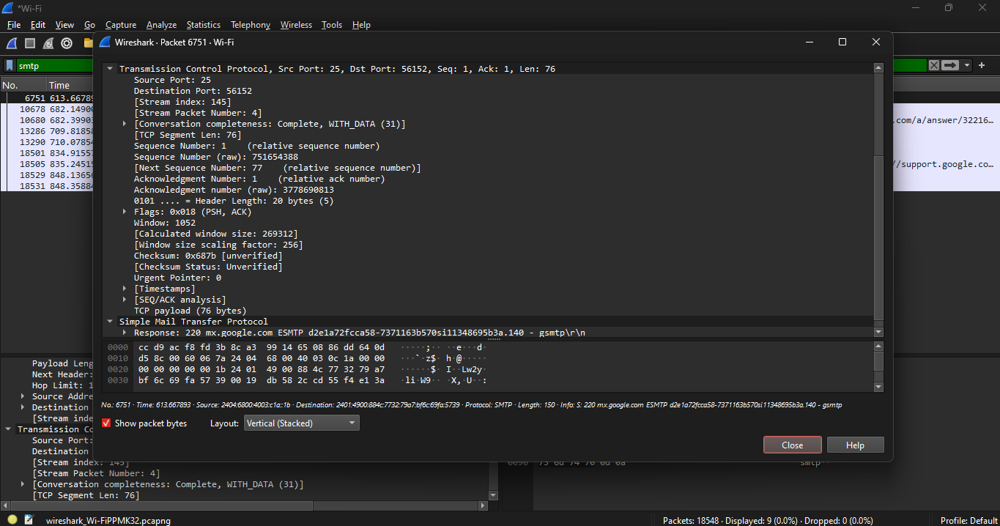 *Wi-Fi
File Edit View Go Capture Analyze Statistics Telephony Wireless Tools Help
Wireshark · Packet 6751 · Wi-Fi
smtp
No. Time
6751 613.6678
10678 682.1490
10680 682.3990
13286 709.8185
13290 710.0785
18501 834.9155
18505 835.2451
18529 848.1365
18531 848.3588
.com/a/answer/32216…
//support.google.co…
Transmission Control Protocol, Src Port: 25, Dst Port: 56152, Seq: 1, Ack: 1, Len: 76
Source Port: 25
Destination Port: 56152
[Stream index: 145]
[Stream Packet Number: 4]
[Conversation completeness: Complete, WITH_DATA (31)]
[TCP Segment Len: 76]
Sequence Number: 1 (relative sequence number)
Sequence Number (raw): 751654388
[Next Sequence Number: 77 (relative sequence number)]
Acknowledgment Number: 1 (relative ack number)
Acknowledgment number (raw): 3778690813
0101 .... = Header Length: 20 bytes (5)
Flags: 0x018 (PSH, ACK)
Window: 1052
[Calculated window size: 269312]
[Window size scaling factor: 256]
Checksum: 0x687b [unverified]
[Checksum Status: Unverified]
Urgent Pointer: 0
[Timestamps]
[SEQ/ACK analysis]
TCP payload (76 bytes)
Simple Mail Transfer Protocol
Response: 220 mx.google.com ESMTP d2e1a72fcca58-7371163b570si11348695b3a.140 - gsmtp\r\n
0000 cc d9 ac f8 fd 3b 8c a3 99 14 65 08 86 dd 64 0d ·····;·· ··e···d·
0010 d5 8c 00 60 06 7a 24 04 68 00 40 03 0c 1a 00 00 ···`·z$· h·@·····
0020 00 00 00 00 00 1b 24 01 49 00 88 4c 77 32 79 a7 ······$· I··Lw2y·
0030 bf 6c 69 fa 57 39 00 19 db 58 2c cd 55 f4 e1 3a ·li·W9·· ·X,·U··:
No.: 6751 · Time: 613.667893 · Source: 2404:6800:4003:c1a::1b · Destination: 2401:4900:884c:7732:79a7:bf6c:69fa:5739 · Protocol: SMTP · Length: 150 · Info: S: 220 mx.google.com ESMTP d2e1a72fcca58-7371163b570si11348695b3a.140 - gsmtp
Show packet bytes Layout: Vertical (Stacked)
Close Help
Payload Leng
Next Header:
Hop Limit: 1
Source Addre
Destination
[Stream inde
Transmission Co
Source Port:
Destination
[Stream index: 145]
[Stream Packet Number: 4]
[Conversation completeness: Complete, WITH_DATA (31)]
[TCP Segment Len: 76]
0090 73 6d 74 70 0d 0a smtp··
wireshark_Wi-FiPPMK32.pcapng
Packets: 18548 · Displayed: 9 (0.0%) · Dropped: 0 (0.0%)
Profile: Default